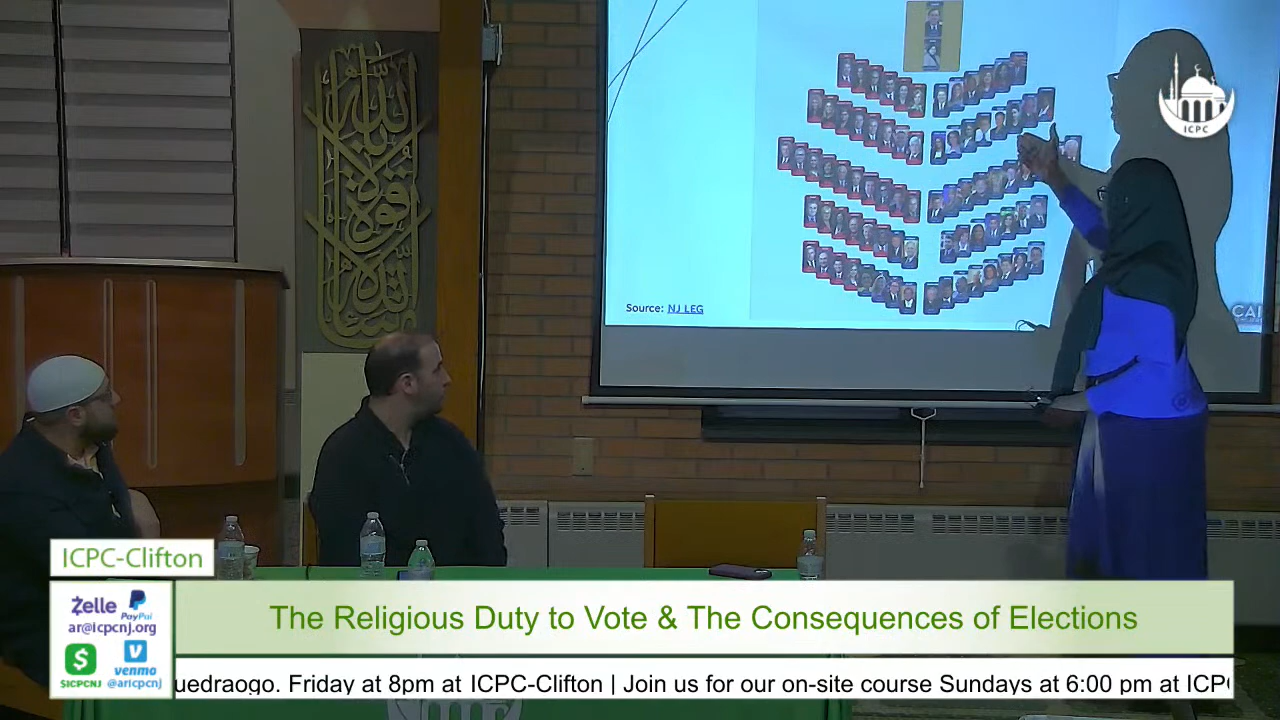 ICPC
Source: NJ LEG
CAI
ICPC-Clifton
Zelle PayPal
ar@icpcnj.org
$ICPCNJ venmo @aricpcnj
The Religious Duty to Vote & The Consequences of Elections
uedraogo. Friday at 8pm at ICPC-Clifton | Join us for our on-site course Sundays at 6:00 pm at ICP